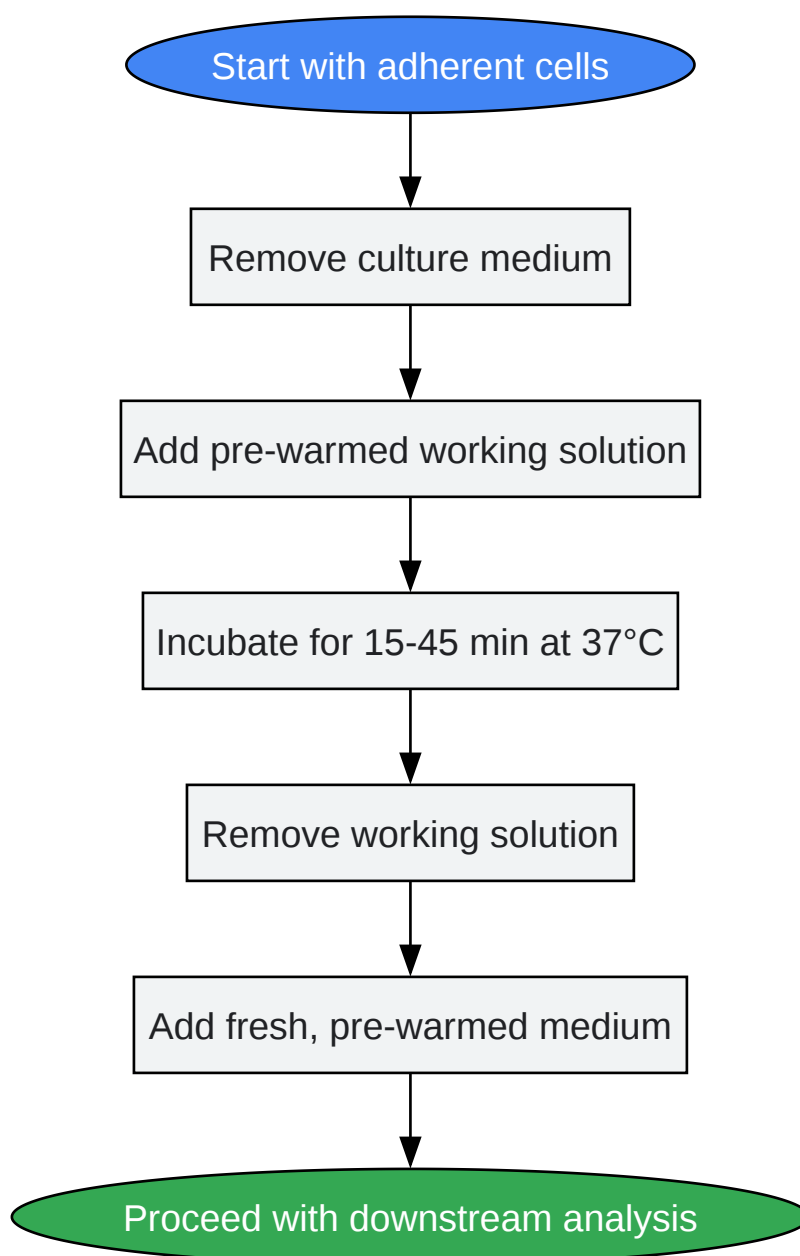 Start with adherent cells
Remove culture medium
Add pre-warmed working solution
Incubate for 15-45 min at 37°C
Remove working solution
Add fresh, pre-warmed medium
Proceed with downstream analysis